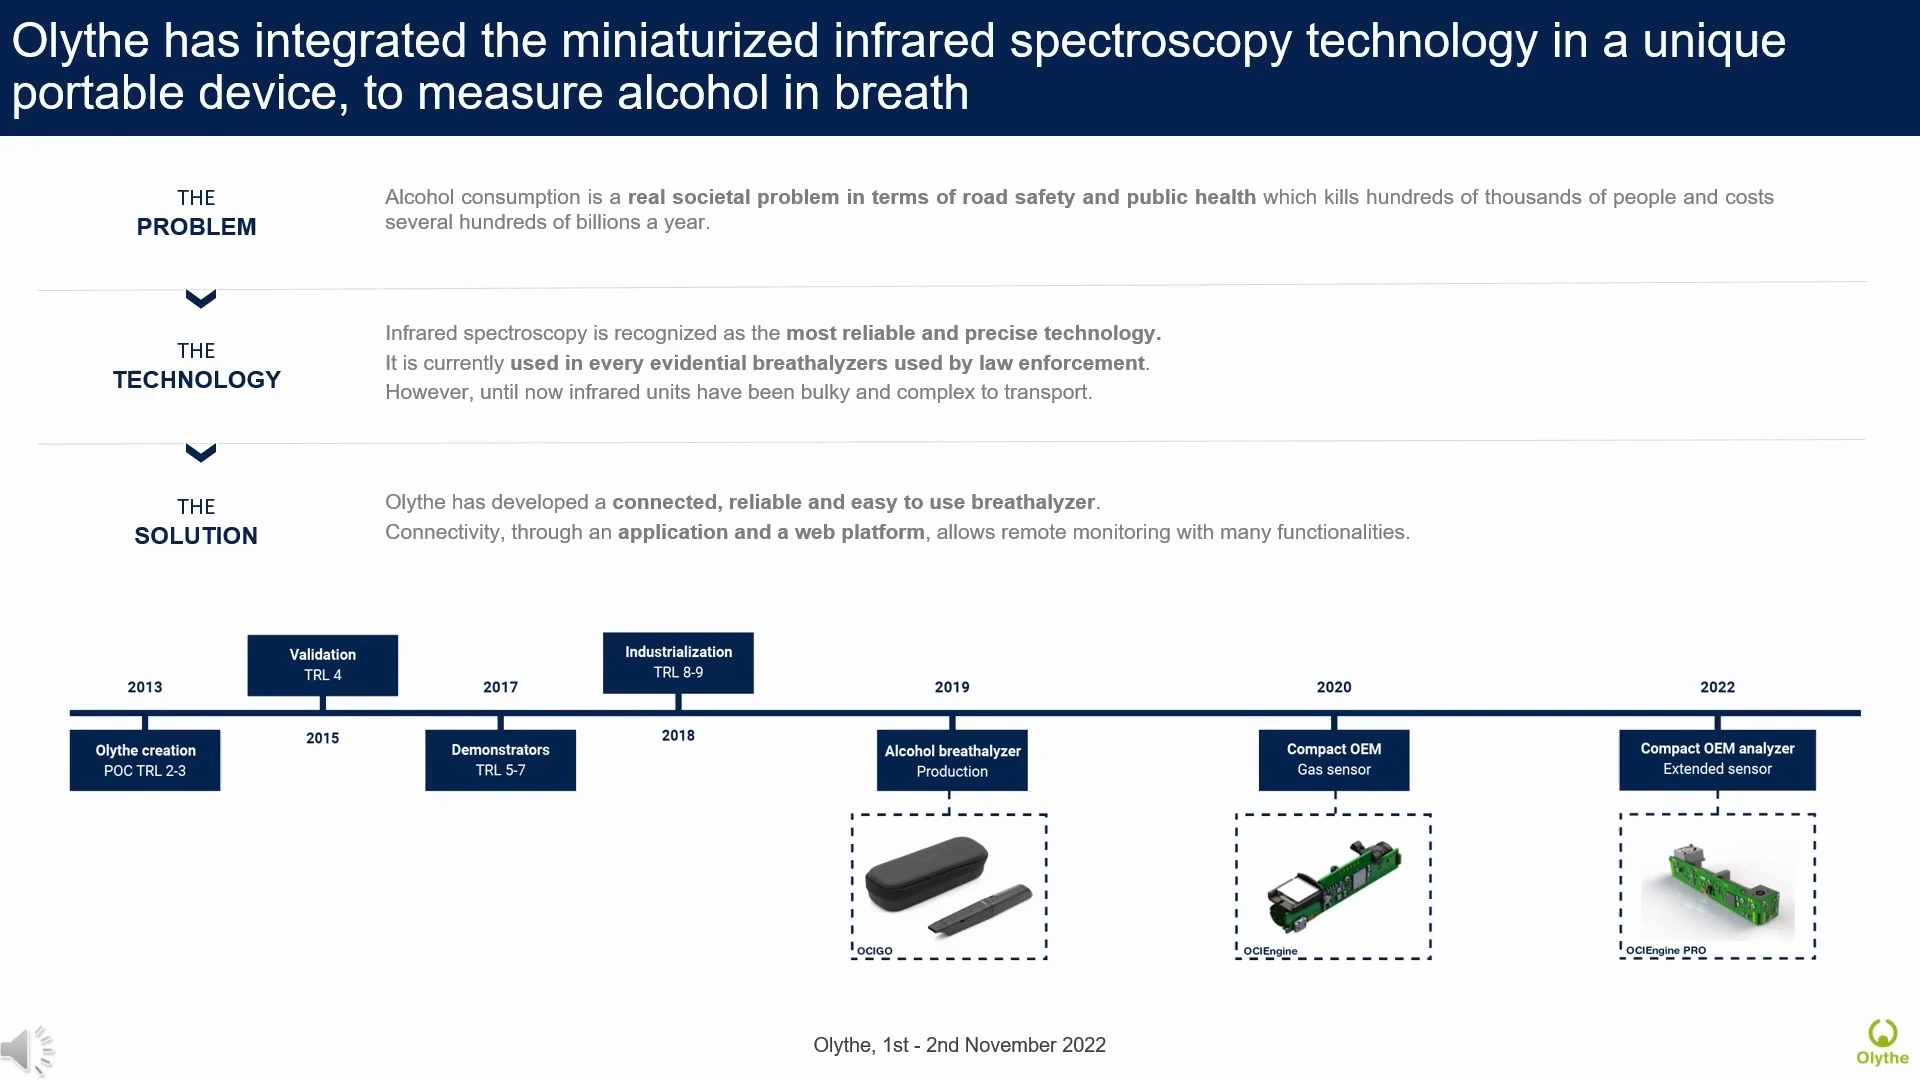 Olythe has integrated the miniaturized infrared spectroscopy technology in a unique
portable device, to measure alcohol in breath
THE
PROBLEM
Alcohol consumption is a real societal problem in terms of road safety and public health which kills hundreds of thousands of people and costs
several hundreds of billions a year.
THE
TECHNOLOGY
Infrared spectroscopy is recognized as the most reliable and precise technology.
It is currently used in every evidential breathalyzers used by law enforcement.
However, until now infrared units have been bulky and complex to transport.
THE
SOLUTION
Olythe has developed a connected, reliable and easy to use breathalyzer.
Connectivity, through an application and a web platform, allows remote monitoring with many functionalities.
2013
Olythe creation
POC TRL 2-3
Validation
TRL 4
2015
2017
Demonstrators
TRL 5-7
Industrialization
TRL 8-9
2018
2019
Alcohol breathalyzer
Production
OCIGO
2020
Compact OEM
Gas sensor
OCIEngine
2022
Compact OEM analyzer
Extended sensor
OCIEngine PRO
Olythe, 1st - 2nd November 2022
Olythe